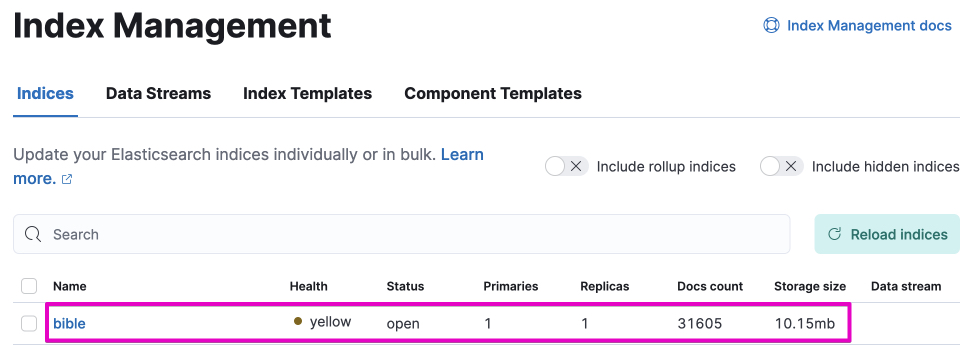 Index Management
Index Management docs
Indices Data Streams Index Templates Component Templates
Update your Elasticsearch indices individually or in bulk. Learn
more.
Include rollup indices Include hidden indices
Search
Reload indices
Name Health Status Primaries Replicas Docs count Storage size Data stream
bible yellow open 1 1 31605 10.15mb